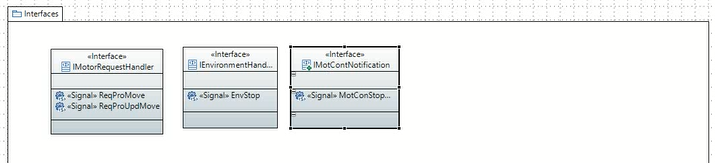 Interfaces
«Interface»
IMotorRequestHandler
«Signal» ReqProMove
«Signal» ReqProUpdMove
«Interface»
IEnvironmentHand...
«Signal» EnvStop
«Interface»
IMotContNotification
«Signal» MotConStop...